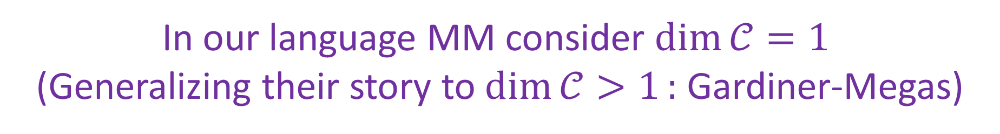 In our language MM consider dim 𝒞 = 1
(Generalizing their story to dim 𝒞 > 1 : Gardiner-Megas)